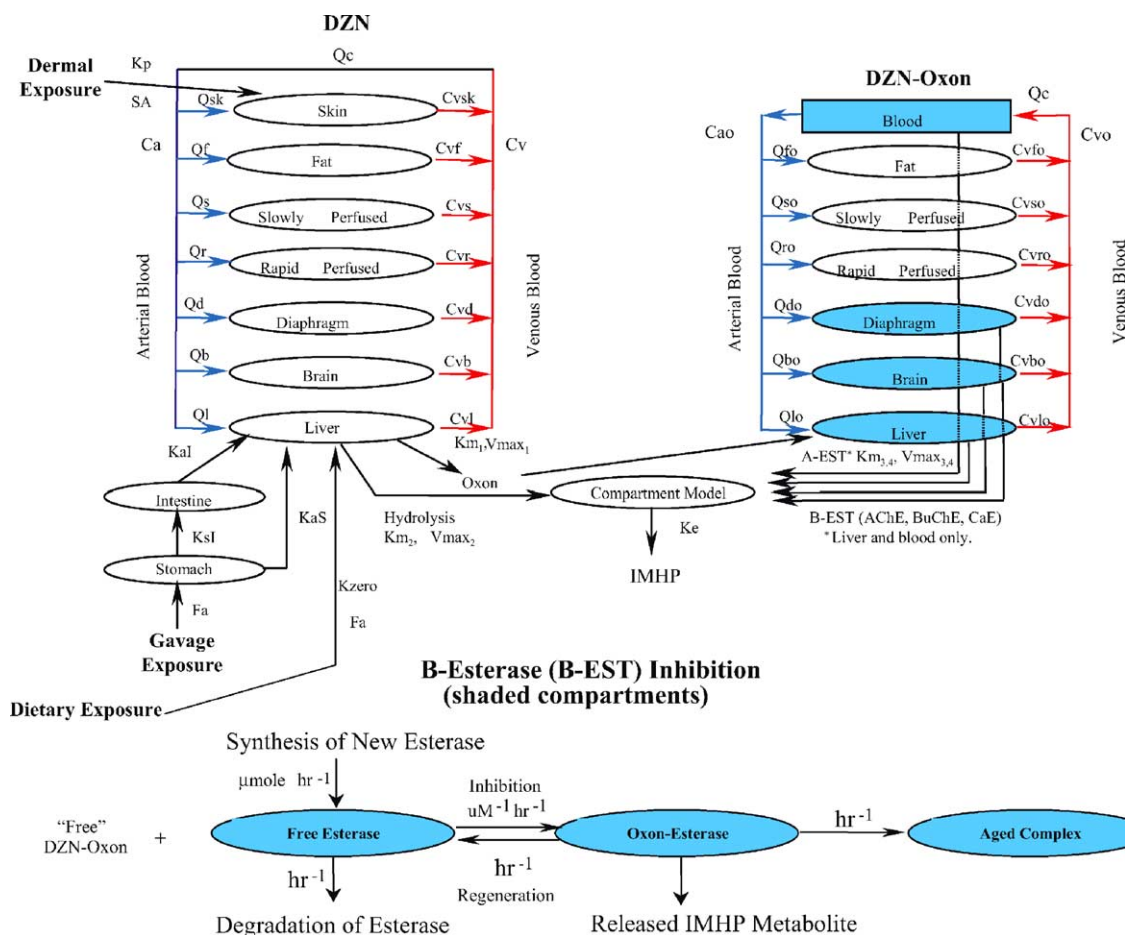 DZN
Kp
Qc
Dermal
Exposure
SA
Qsk
Skin
Cvsk
Ca
Cv
Qf
Fat
Cvf
Qs
Slowly Perfused
Cvs
Qr
Rapid Perfused
Cvr
Qd
Diaphragm
Cvd
Qb
Brain
Cvb
Ql
Liver
Cvl
Arterial Blood
Venous Blood
DZN-Oxon
Qc
Blood
Cao
Cvo
Qfo
Fat
Cvfo
Qso
Slowly Perfused
Cvso
Qro
Rapid Perfused
Cvro
Qdo
Diaphragm
Cvdo
Qbo
Brain
Cvbo
Qlo
Liver
Cvlo
Arterial Blood
Venous Blood
KaI
Km₁,Vmax₁
Oxon
A-EST* Km₃,₄, Vmax₃,₄
Intestine
KaS
Hydrolysis
Km₂, Vmax₂
Compartment Model
KsI
Ke
B-EST (AChE, BuChE, CaE)
*Liver and blood only.
Stomach
IMHP
Fa
Kzero
Fa
Gavage
Exposure
Dietary Exposure
B-Esterase (B-EST) Inhibition
(shaded compartments)
Synthesis of New Esterase
μmole hr⁻¹
Inhibition
uM⁻¹ hr⁻¹
"Free"
DZN-Oxon
+
Free Esterase
Oxon-Esterase
hr⁻¹
Aged Complex
hr⁻¹
hr⁻¹
Regeneration
Degradation of Esterase
Released IMHP Metabolite